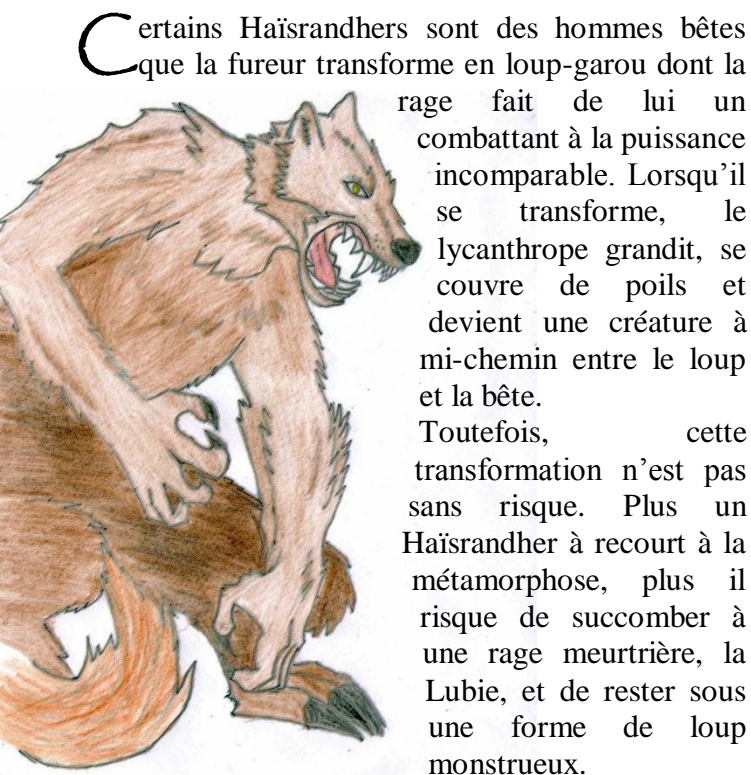 Certains Haïsrandhers sont des hommes bêtes
que la fureur transforme en loup-garou dont la
rage fait de lui un
combattant à la puissance
incomparable. Lorsqu’il
se transforme, le
lycanthrope grandit, se
couvre de poils et
devient une créature à
mi-chemin entre le loup
et la bête.
Toutefois, cette
transformation n’est pas
sans risque. Plus un
Haïsrandher à recourt à la
métamorphose, plus il
risque de succomber à
une rage meurtrière, la
Lubie, et de rester sous
une forme de loup
monstrueux.